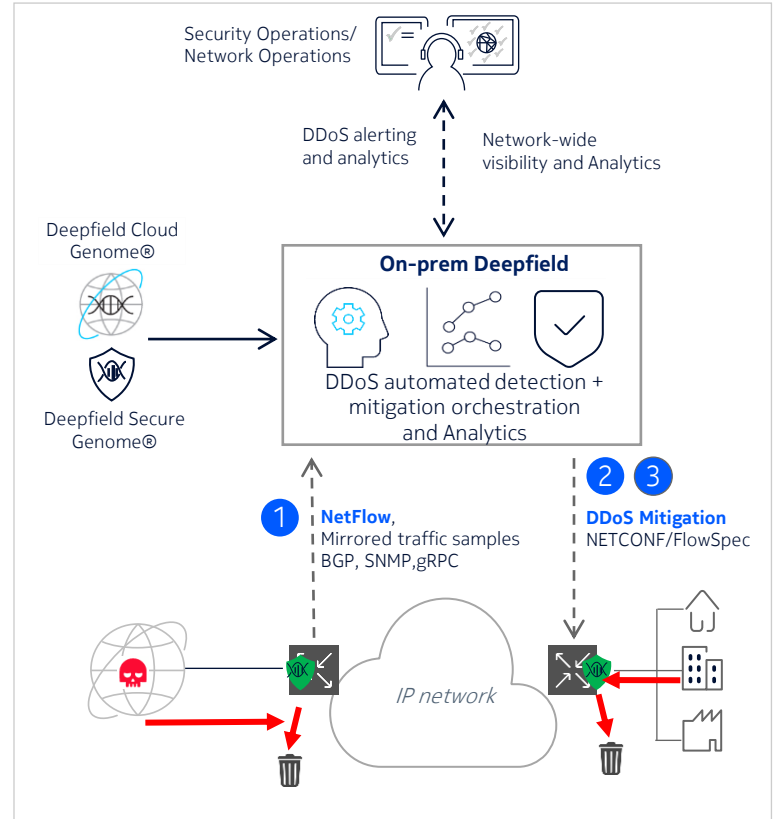 Security Operations/
Network Operations
DDoS alerting
and analytics
Network-wide
visibility and Analytics
Deepfield Cloud
Genome®
Deepfield Secure
Genome®
On-prem Deepfield
DDoS automated detection +
mitigation orchestration
and Analytics
1
NetFlow,
Mirrored traffic samples
BGP, SNMP,gRPC
2 3
DDoS Mitigation
NETCONF/FlowSpec
IP network